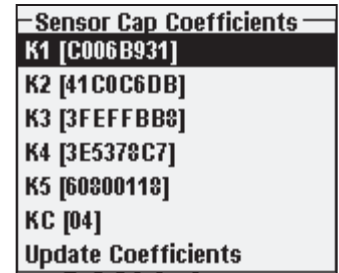 Sensor Cap Coefficients
K1 [C006B931]
K2 [41C0C6DB]
K3 [3FEFFBB8]
K4 [3E5378C7]
K5 [60800118]
KC [04]
Update Coefficients